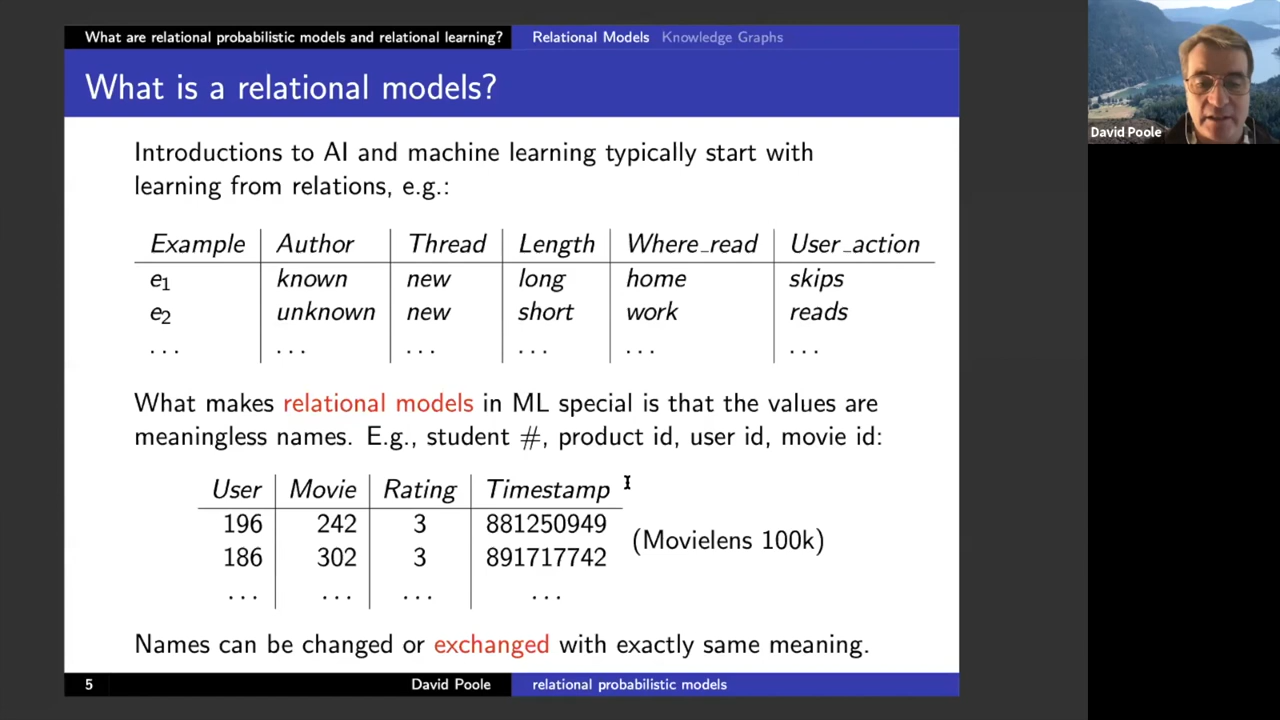 What are relational probabilistic models and relational learning? Relational Models Knowledge Graphs
What is a relational models?
Introductions to AI and machine learning typically start with
learning from relations, e.g.:
Example Author Thread Length Where_read User_action
e1 known new long home skips
e2 unknown new short work reads
... ... ... ... ... ...
What makes relational models in ML special is that the values are
meaningless names. E.g., student #, product id, user id, movie id:
User Movie Rating Timestamp
196 242 3 881250949
(Movielens 100k)
186 302 3 891717742
... ... ... ...
Names can be changed or exchanged with exactly same meaning.
5 David Poole relational probabilistic models
David Poole